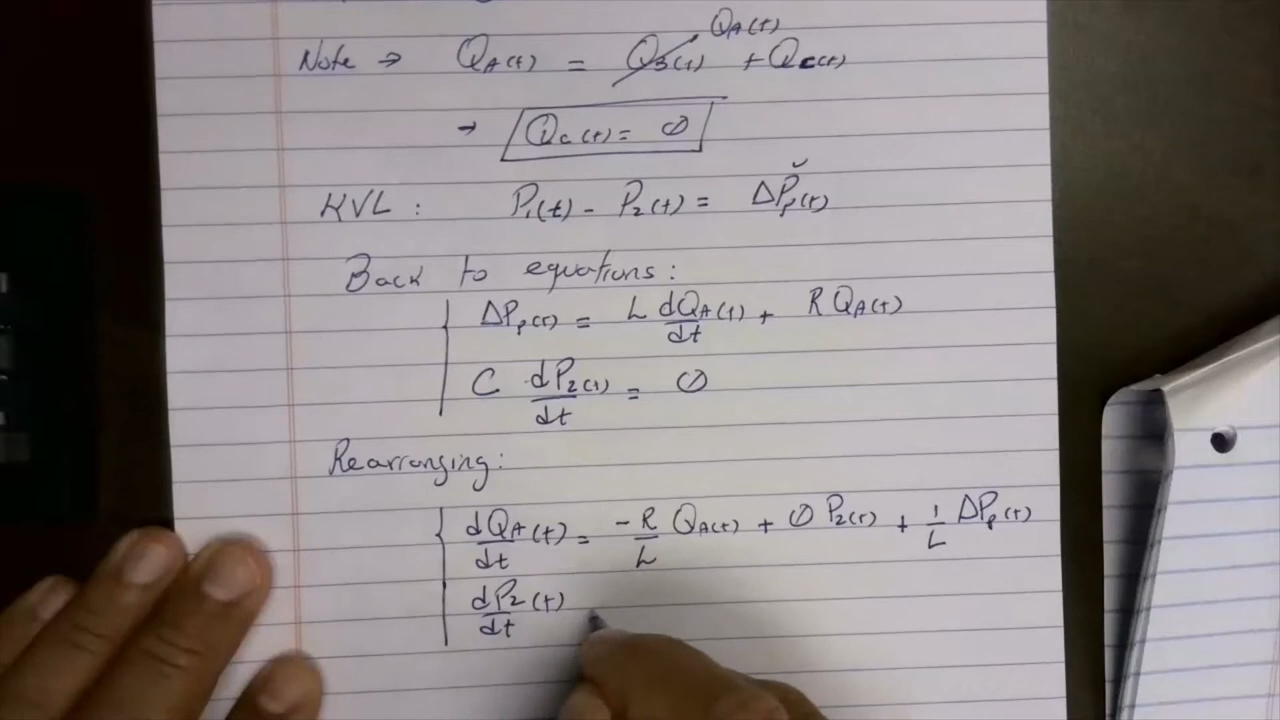 Q_A(t)
Note → Q_A(t) = Q_B(t) + Q_C(t)
→ Q_C(t) = 0
KVL : P_1(t) - P_2(t) = ΔP_p(t)
Back to equations:
ΔP_p(t) = L dQ_A(t)/dt + R Q_A(t)
C dP_2(t)/dt = 0
Rearranging:
dQ_A(t)/dt = -R/L Q_A(t) + 0 P_2(t) + 1/L ΔP_p(t)
dP_2(t)/dt